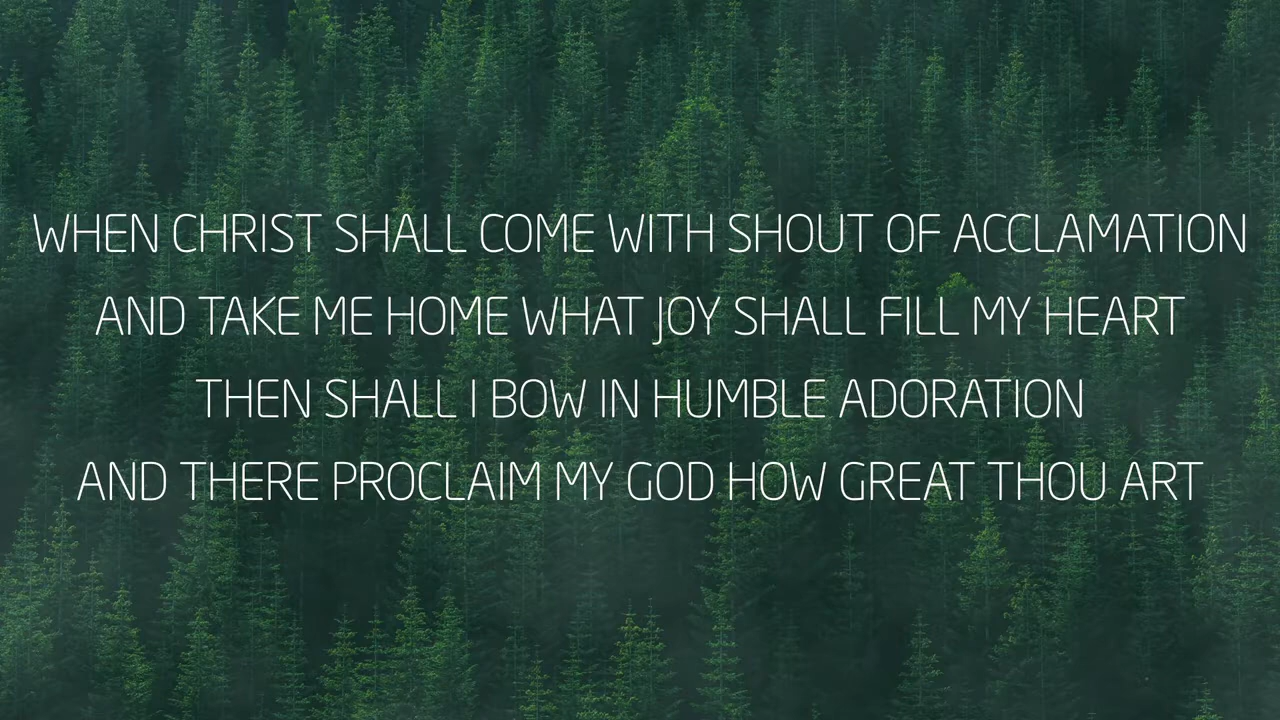 WHEN CHRIST SHALL COME WITH SHOUT OF ACCLAMATION
AND TAKE ME HOME WHAT JOY SHALL FILL MY HEART
THEN SHALL I BOW IN HUMBLE ADORATION
AND THERE PROCLAIM MY GOD HOW GREAT THOU ART